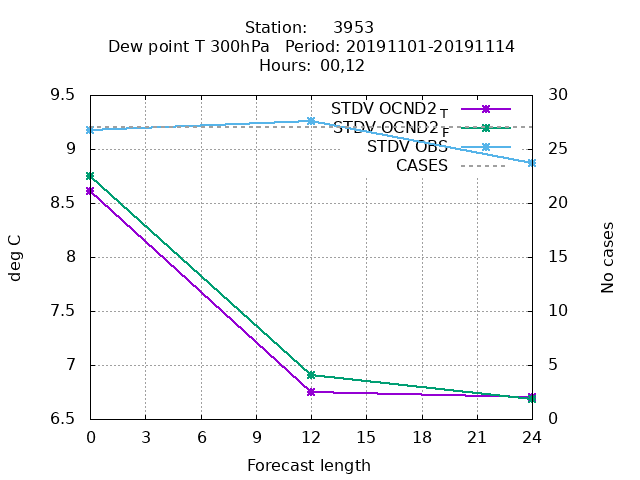 Station: 3953
Dew point T 300hPa Period: 20191101-20191114
Hours: 00,12
9.5
9
8.5
8
7.5
7
6.5
30
25
20
15
10
5
0
0 3 6 9 12 15 18 21 24
deg C
No cases
Forecast length
STDV OCND2_T
STDV OCND2_F
STDV OBS
CASES